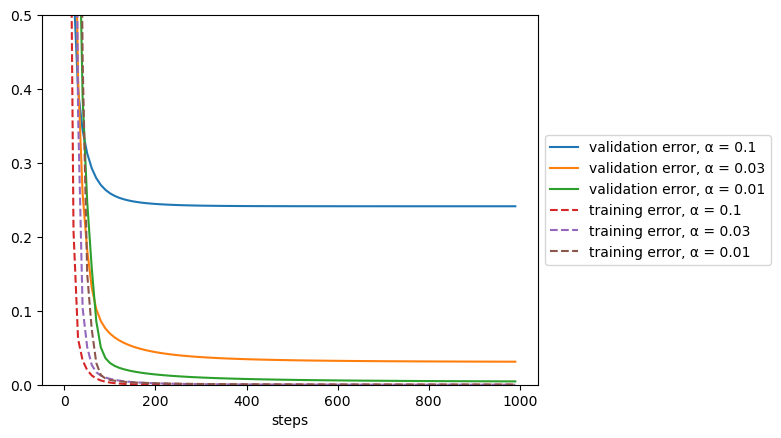 0.5
0.4
0.3
0.2
0.1
0.0
0
200
400
600
800
1000
steps
validation error, α = 0.1
validation error, α = 0.03
validation error, α = 0.01
training error, α = 0.1
training error, α = 0.03
training error, α = 0.01